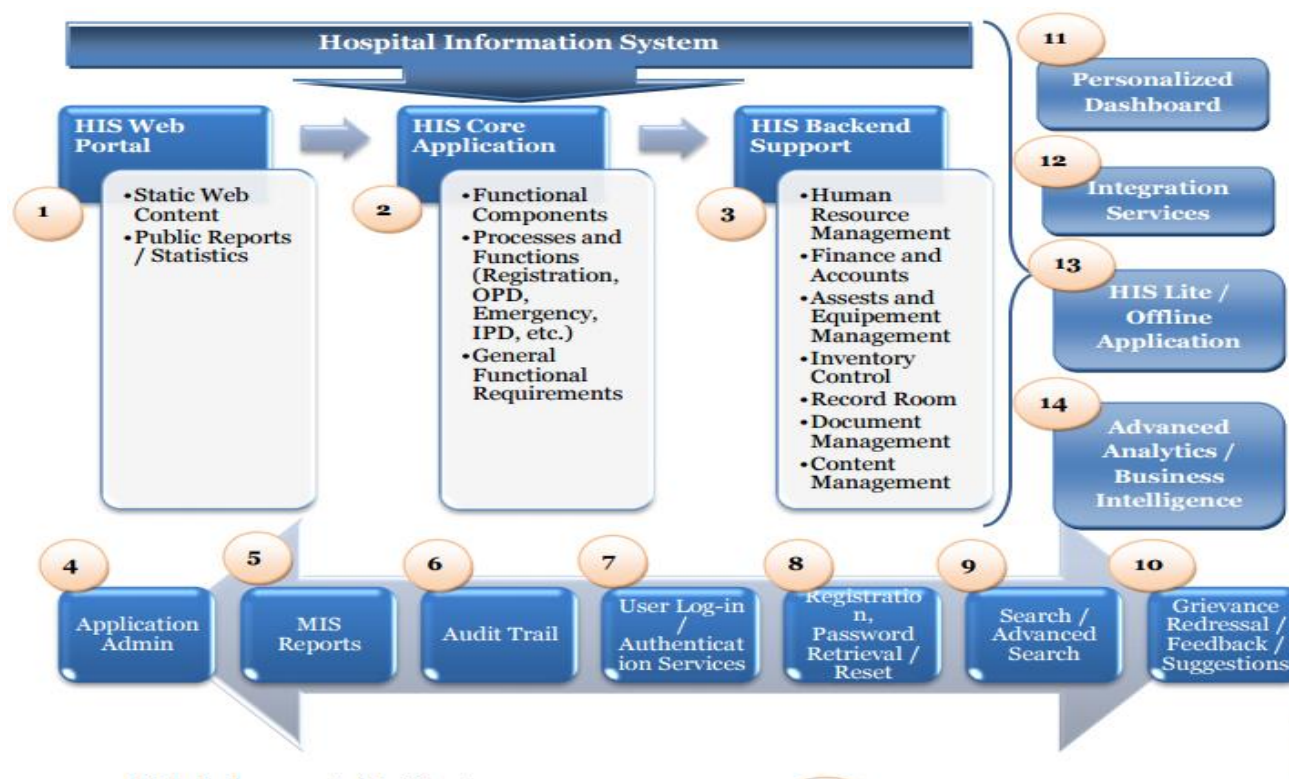 Hospital Information System
HIS Web
Portal
1
•Static Web
Content
•Public Reports
/ Statistics
HIS Core
Application
2
•Functional
Components
•Processes and
Functions
(Registration,
OPD,
Emergency,
IPD, etc.)
•General
Functional
Requirements
HIS Backend
Support
3
•Human
Resource
Management
•Finance and
Accounts
•Assests and
Equipement
Management
•Inventory
Control
•Record Room
•Document
Management
•Content
Management
11
Personalized
Dashboard
12
Integration
Services
13
HIS Lite /
Offline
Application
14
Advanced
Analytics /
Business
Intelligence
4
Application
Admin
5
MIS
Reports
6
Audit Trail
7
User Log-in
/
Authenticat
ion Services
8
Registratio
n,
Password
Retrieval /
Reset
9
Search /
Advanced
Search
10
Grievance
Redressal /
Feedback /
Suggestions